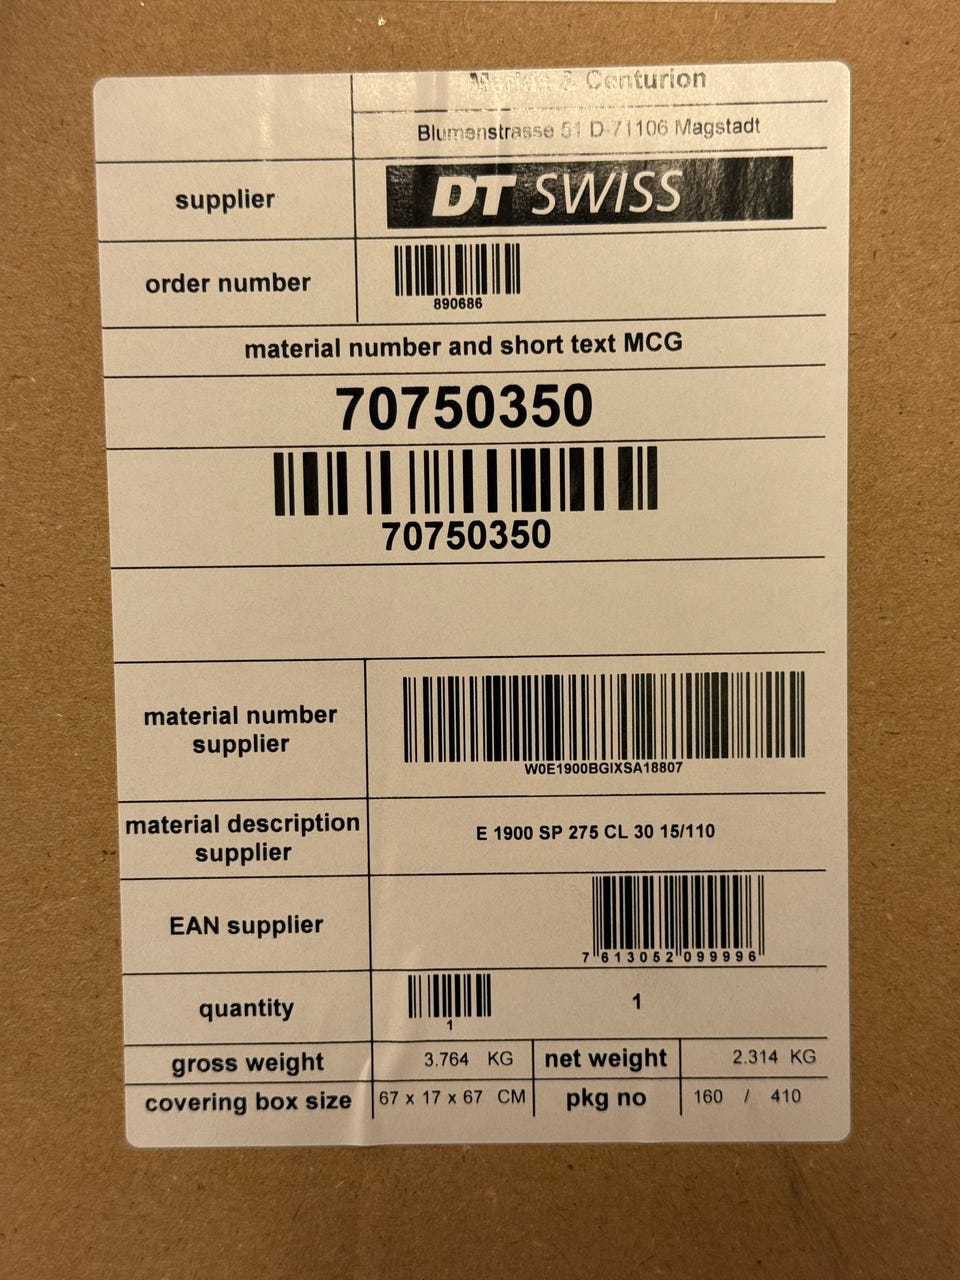 Merida & Centurion
Blumenstrasse 51 D-71106 Magstadt
supplier
DT SWISS
order number
890686
material number and short text MCG
70750350
70750350
material number
supplier
W0E1900BGIXSA18807
material description
supplier
E 1900 SP 275 CL 30 15/110
EAN supplier
7 613052 099996
quantity
1
1
gross weight
3.764 KG
net weight
2.314 KG
covering box size
67 x 17 x 67 CM
pkg no
160 / 410